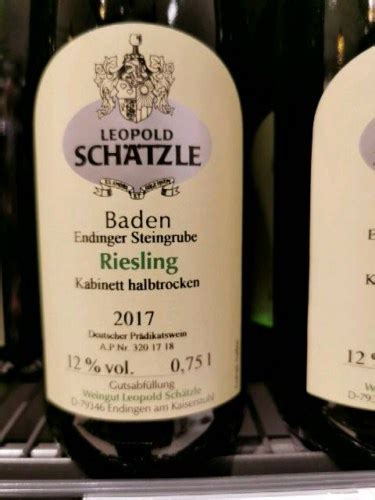 LEOPOLD
SCHÄTZLE
Baden
Endinger Steingrube
Riesling
Kabinett halbtrocken
2017
Deutscher Prädikatswein
A.P Nr. 320 17 18
12 % vol. 0,75 l
Gutsabfüllung
Weingut Leopold Schätzle
D-79346 Endingen am Kaiserstuhl
E
K
12 %